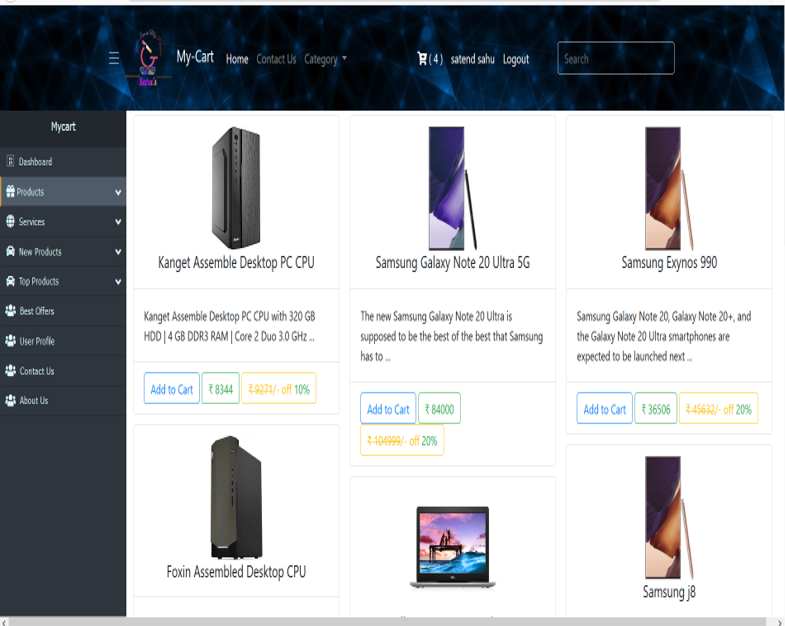 My-Cart Home Contact Us Category ( 4 ) satend sahu Logout Search
Sahu's
Mycart
Dashboard
Products
Services
New Products
Top Products
Best Offers
User Profile
Contact Us
About Us
Kanget Assemble Desktop PC CPU
Kanget Assemble Desktop PC CPU with 320 GB
HDD | 4 GB DDR3 RAM | Core 2 Duo 3.0 GHz ...
Add to Cart ₹ 8344 ₹ 9271/- off 10%
Samsung Galaxy Note 20 Ultra 5G
The new Samsung Galaxy Note 20 Ultra is
supposed to be the best of the best that Samsung
has to ...
Add to Cart ₹ 84000
₹ 104999/- off 20%
Samsung Exynos 990
Samsung Galaxy Note 20, Galaxy Note 20+, and
the Galaxy Note 20 Ultra smartphones are
expected to be launched next ...
Add to Cart ₹ 36506 ₹ 45632/- off 20%
Foxin Assembled Desktop CPU
Samsung j8